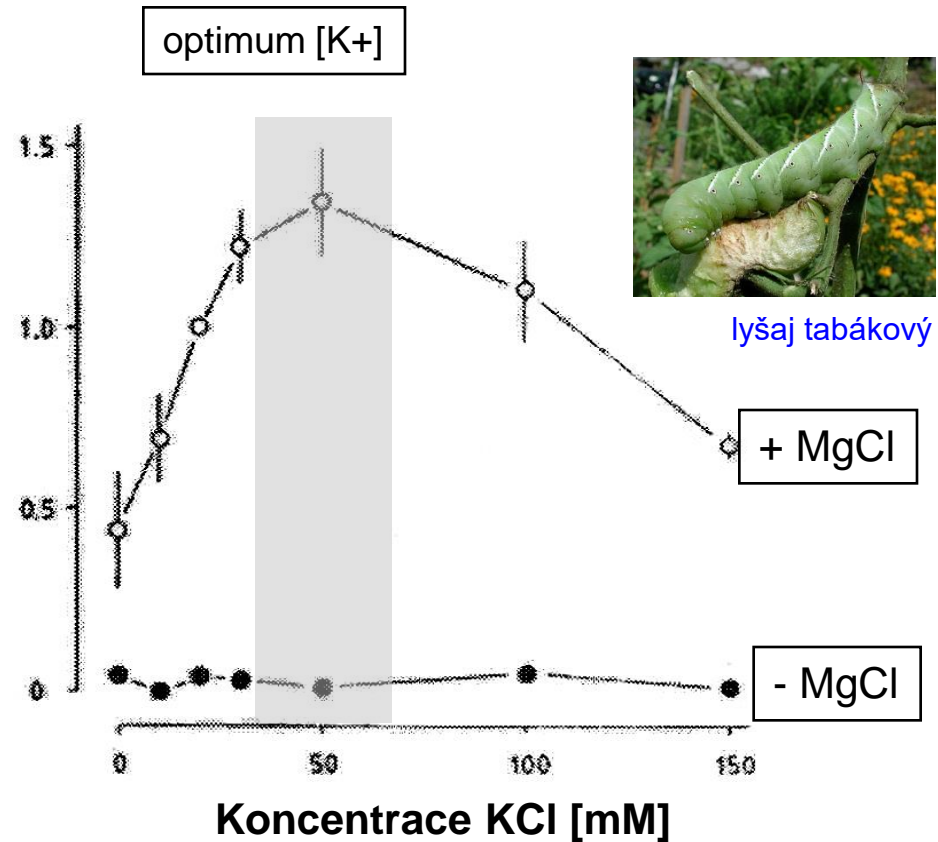 optimum [K+]
1.5
1.0
0.5
0
lyšaj tabákový
+ MgCl
- MgCl
0 50 100 150
Koncentrace KCl [mM]